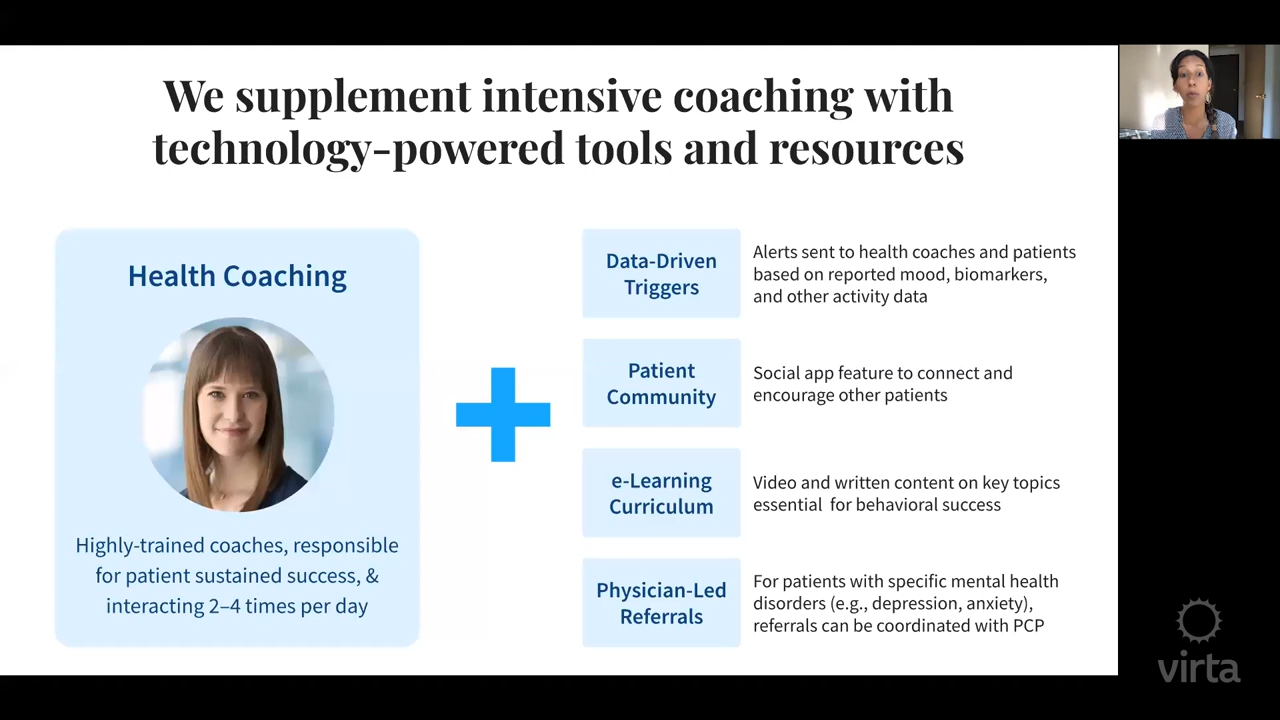 We supplement intensive coaching with
technology-powered tools and resources
Health Coaching
Highly-trained coaches, responsible
for patient sustained success, &
interacting 2–4 times per day
Data-Driven
Triggers
Alerts sent to health coaches and patients
based on reported mood, biomarkers,
and other activity data
Patient
Community
Social app feature to connect and
encourage other patients
e-Learning
Curriculum
Video and written content on key topics
essential  for behavioral success
Physician-Led
Referrals
For patients with specific mental health
disorders (e.g., depression, anxiety),
referrals can be coordinated with PCP
virta